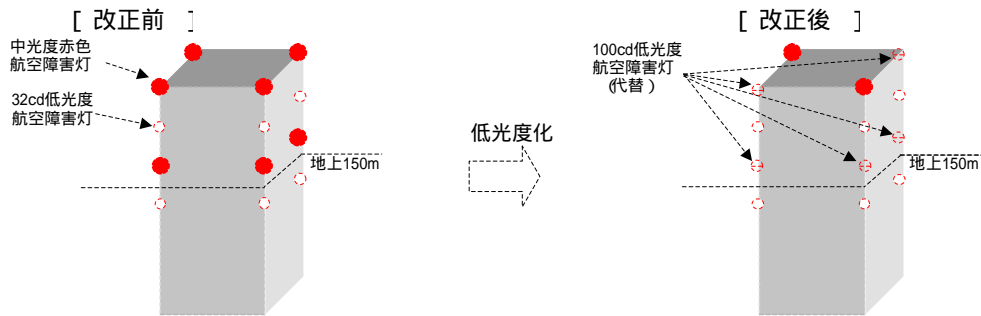 [ 改正前 ]
中光度赤色
航空障害灯
32cd低光度
航空障害灯
地上150m
低光度化
[ 改正後 ]
100cd低光度
航空障害灯
(代替)
地上150m